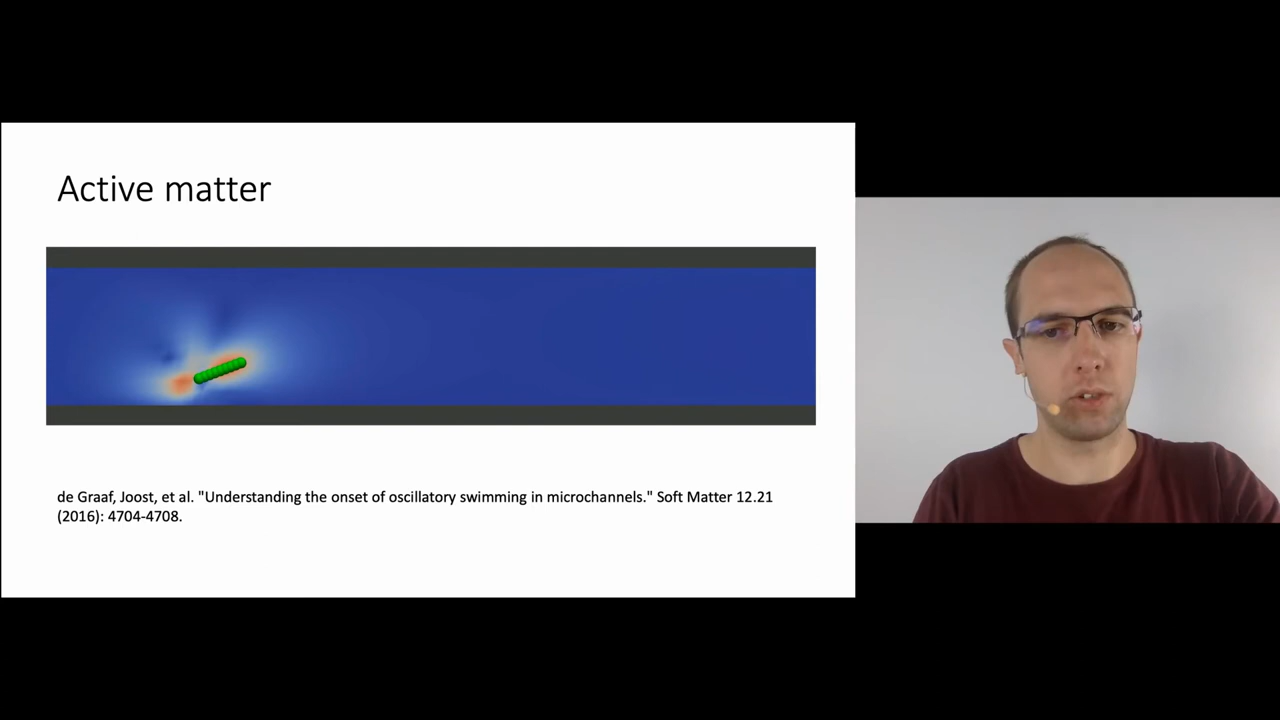 Active matter
de Graaf, Joost, et al. "Understanding the onset of oscillatory swimming in microchannels." Soft Matter 12.21
(2016): 4704-4708.